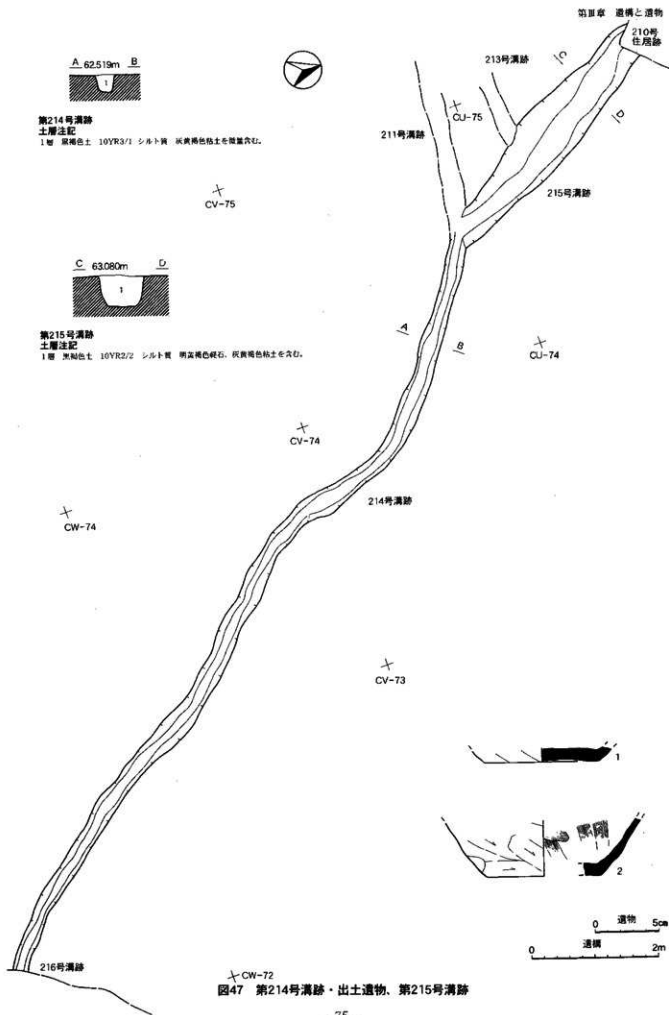 第Ⅲ章 遺構と遺物
210号
住居跡
A 62.519m B
1
第214号溝跡
土層注記
1層 黒褐色土 10YR3/1 シルト質 灰黄褐色粘土を微量含む。
213号溝跡
C
D
CU-75
211号溝跡
215号溝跡
CV-75
C 63.080m D
1
第215号溝跡
土層注記
1層 黒褐色土 10YR2/2 シルト質 明黄褐色軽石、灰黄褐色粘土を含む。
A
B
CU-74
CV-74
214号溝跡
CW-74
CV-73
1
2
0 遺物 5cm
0 遺構 2m
216号溝跡
CW-72
図47 第214号溝跡・出土遺物、第215号溝跡
75